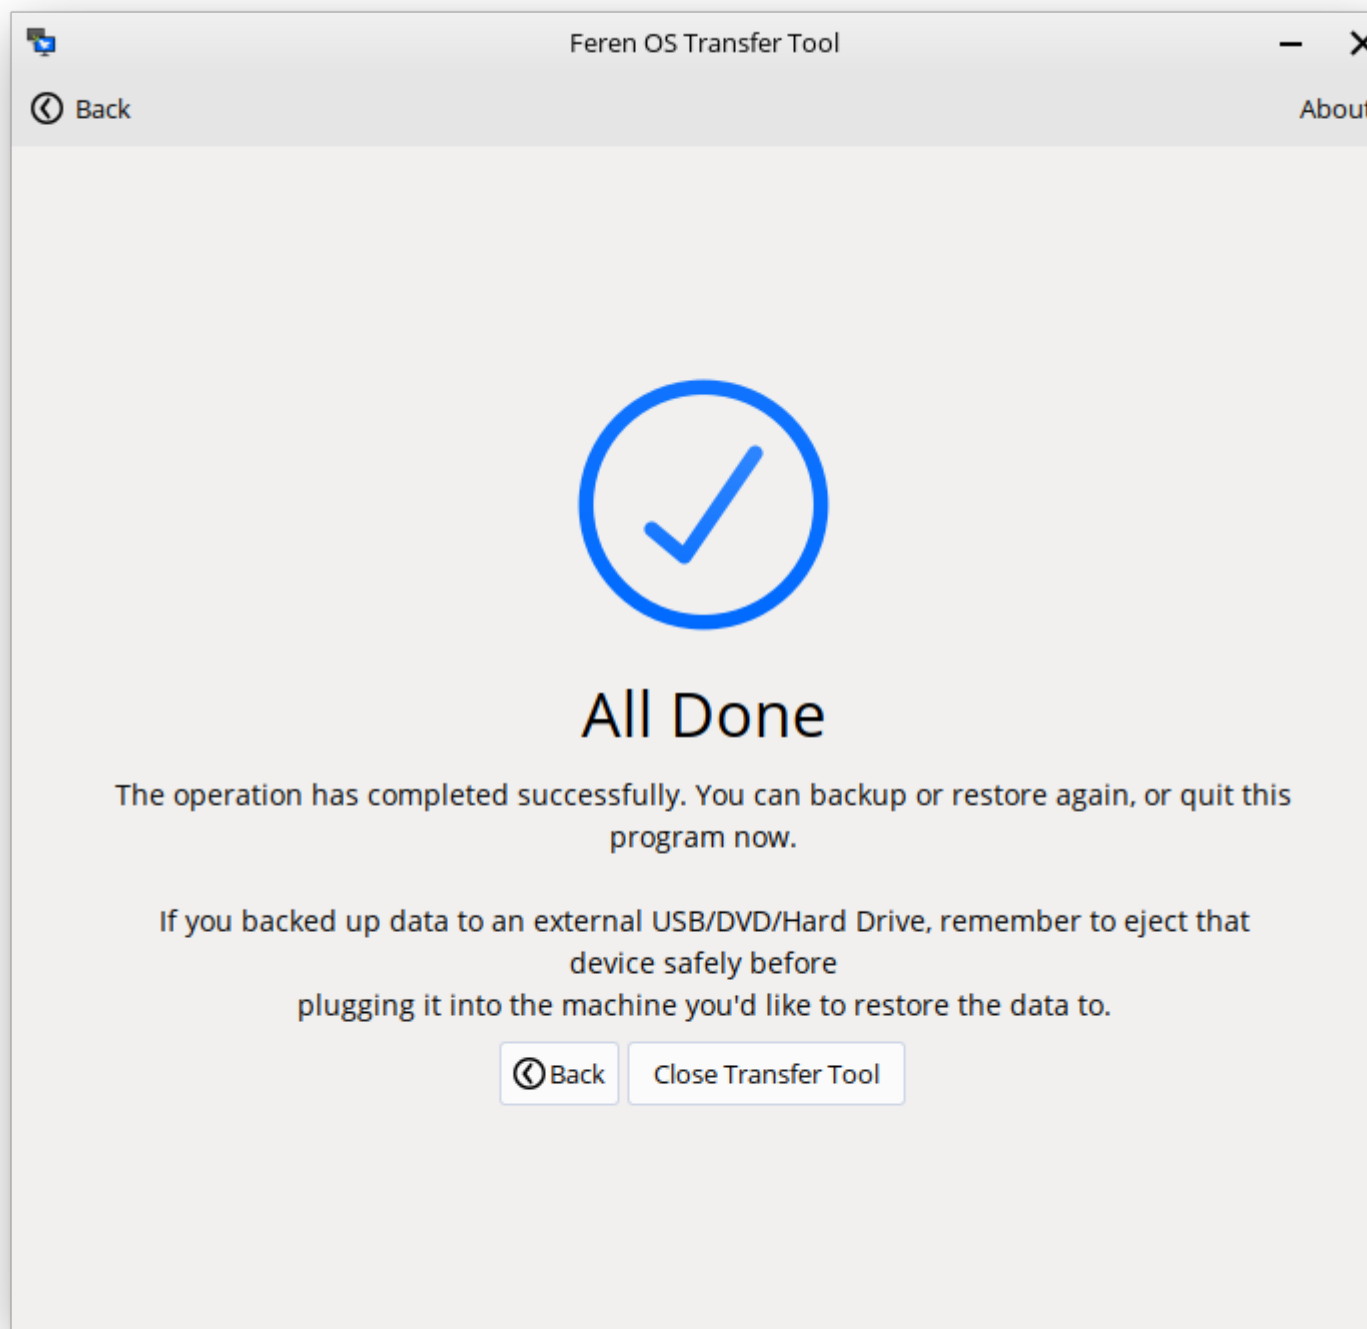 Feren OS Transfer Tool
Back
About
All Done
The operation has completed successfully. You can backup or restore again, or quit this
program now.
If you backed up data to an external USB/DVD/Hard Drive, remember to eject that
device safely before
plugging it into the machine you'd like to restore the data to.
Back
Close Transfer Tool